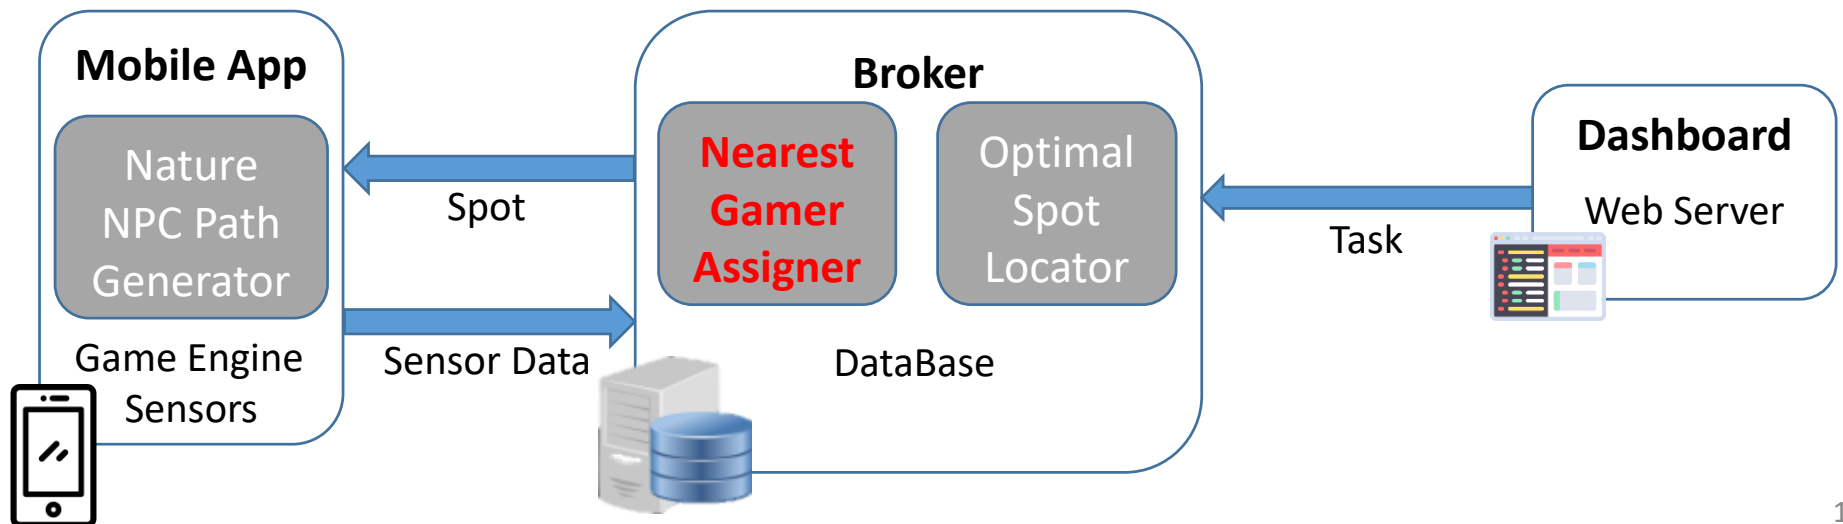 Mobile App
Nature
NPC Path
Generator
Game Engine
Sensors
Spot
Sensor Data
Broker
Nearest
Gamer
Assigner
Optimal
Spot
Locator
DataBase
Task
Dashboard
Web Server
1